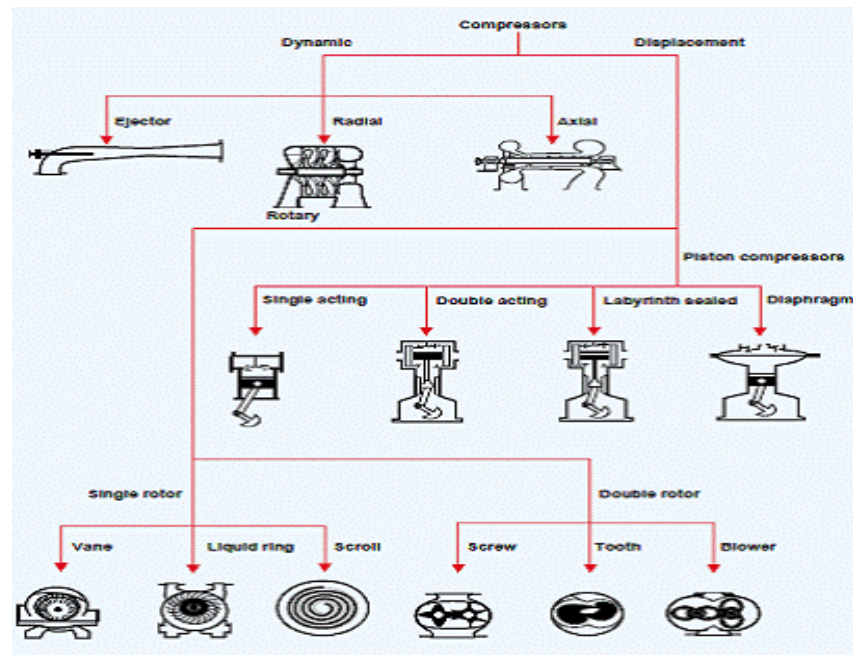 Compressors
Dynamic Displacement
Ejector Radial Axial
Rotary
Piston compressors
Single acting Double acting Labyrinth sealed Diaphragm
Single rotor Double rotor
Vane Liquid ring Scroll Screw Tooth Blower